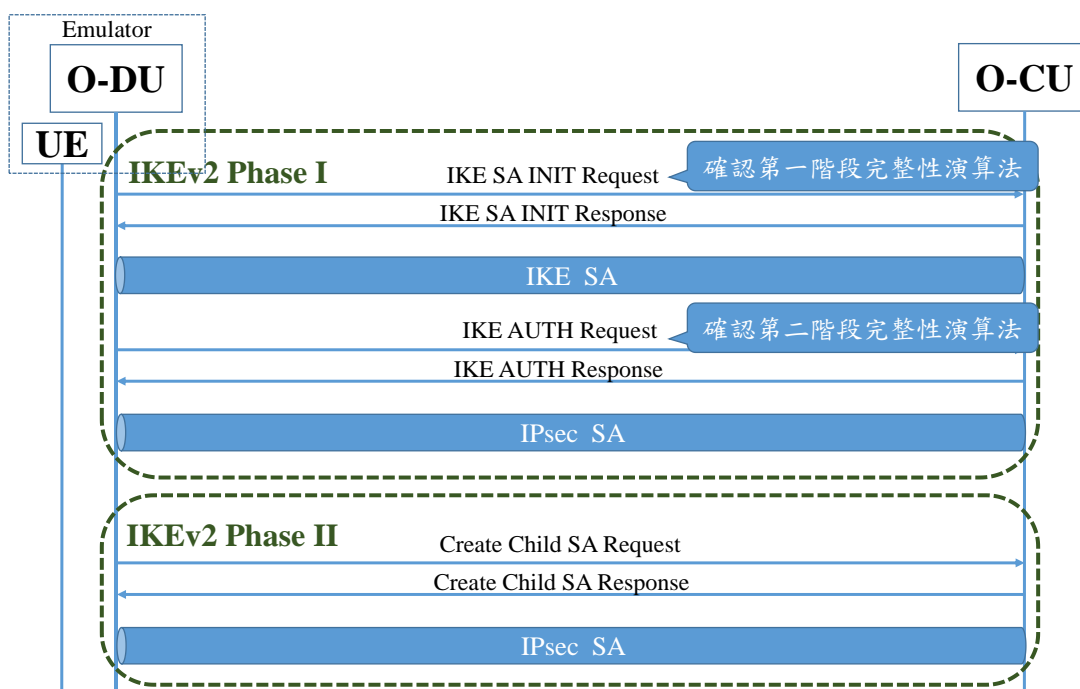 Emulator
O-DU
O-CU
UE
IKEv2 Phase I
IKE SA INIT Request
確認第一階段完整性演算法
IKE SA INIT Response
IKE SA
IKE AUTH Request
確認第二階段完整性演算法
IKE AUTH Response
IPsec SA
IKEv2 Phase II
Create Child SA Request
Create Child SA Response
IPsec SA